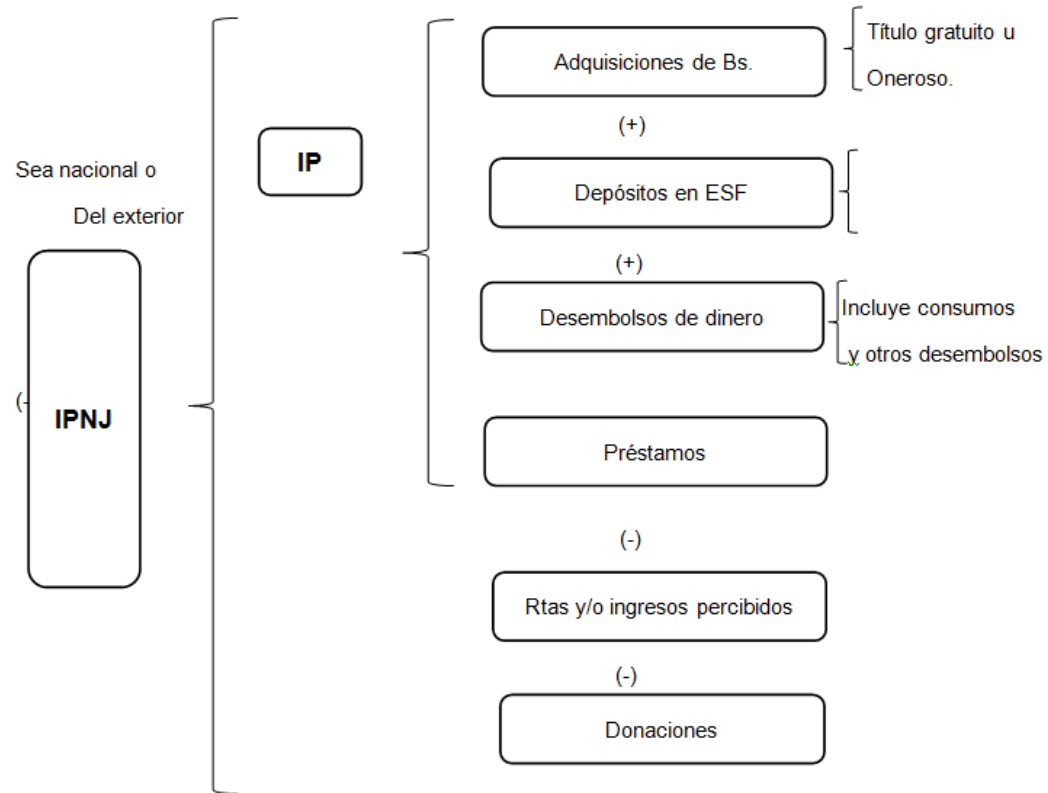 Adquisiciones de Bs.
Título gratuito u
Oneroso.
(+)
IP
Sea nacional o
Del exterior
Depósitos en ESF
(+)
Desembolsos de dinero
Incluye consumos
y otros desembolsos
(-
IPNJ
Préstamos
(-)
Rtas y/o ingresos percibidos
(-)
Donaciones